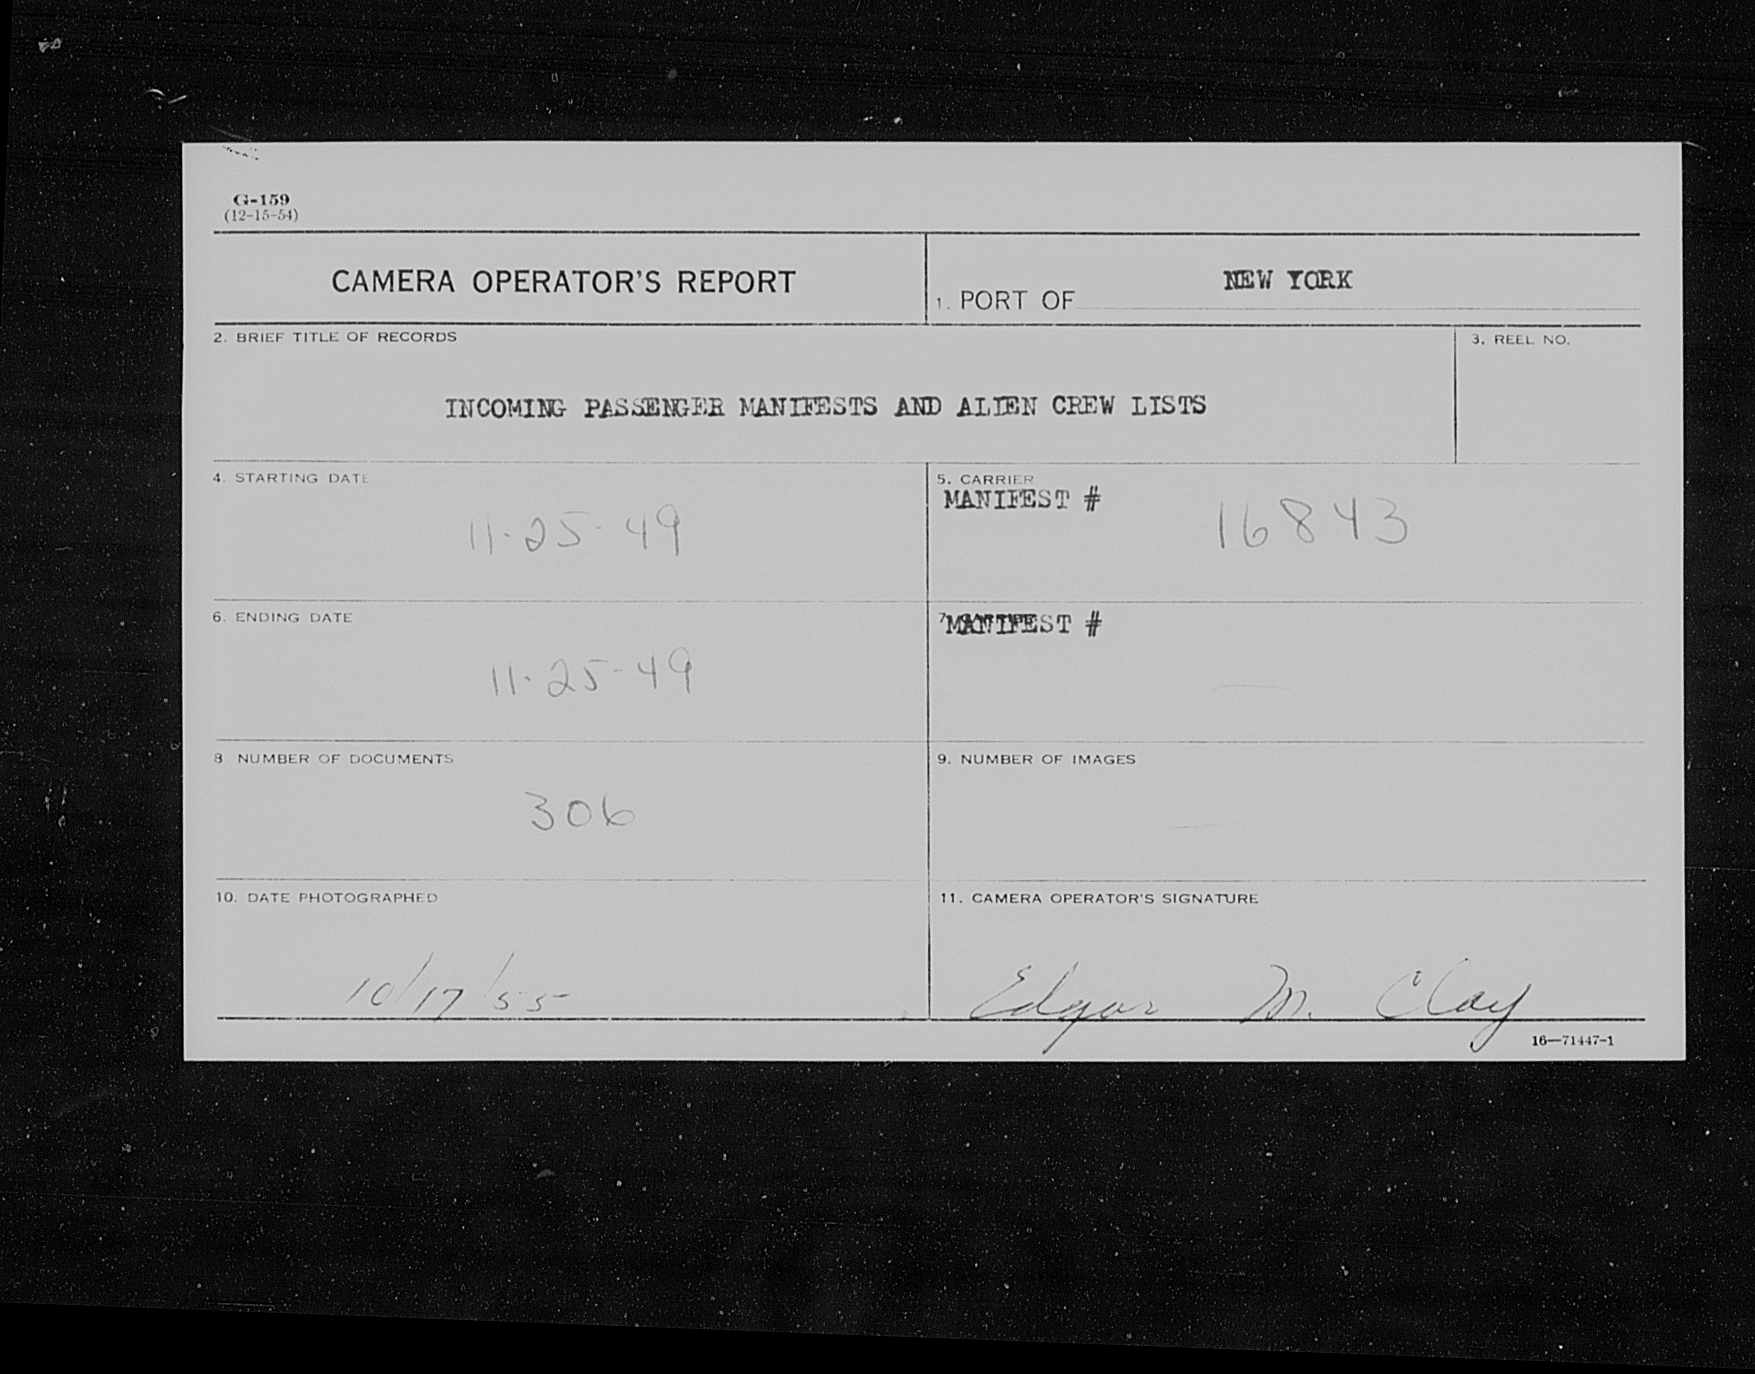 G-159
(12-15-54)
CAMERA OPERATOR'S REPORT
1. PORT OF NEW YORK
2. BRIEF TITLE OF RECORDS
INCOMING PASSENGER MANIFESTS AND ALIEN CREW LISTS
3. REEL NO.
4. STARTING DATE
11-25-49
5. CARRIER
MANIFEST # 16843
6. ENDING DATE
11-25-49
7. MANIFEST #
8 NUMBER OF DOCUMENTS
306
9. NUMBER OF IMAGES
10. DATE PHOTOGRAPHED
10/17/55
11. CAMERA OPERATOR'S SIGNATURE
Edgar M. Clay
16—71447-1